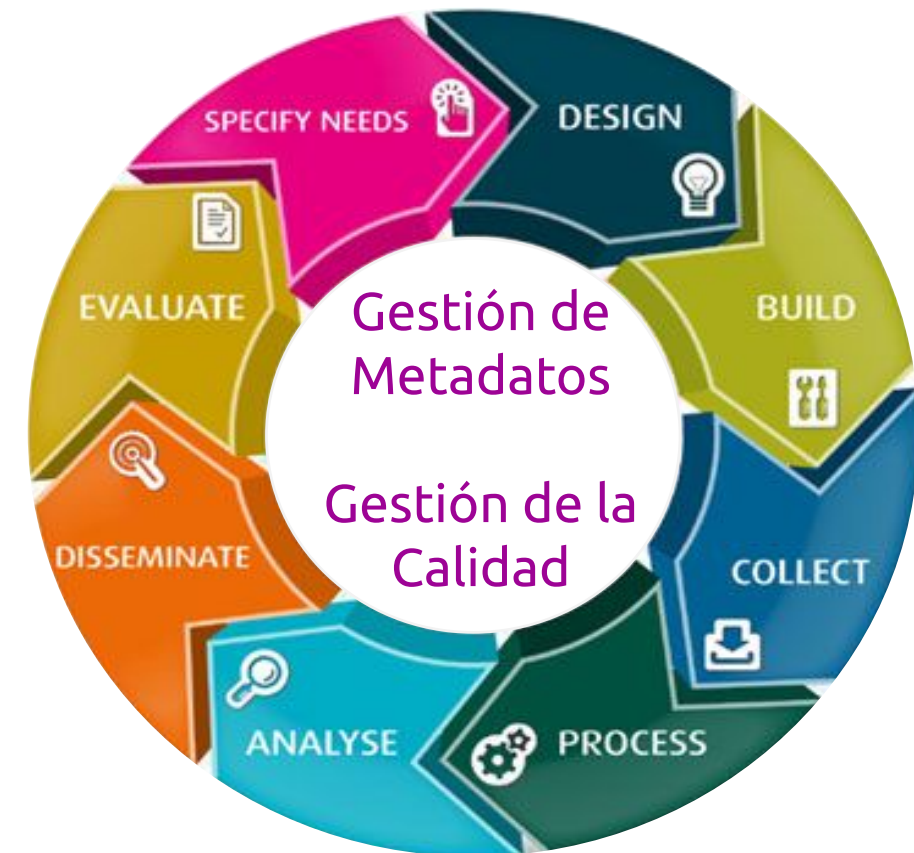 SPECIFY NEEDS
DESIGN
BUILD
COLLECT
PROCESS
ANALYSE
DISSEMINATE
EVALUATE
Gestión de
Metadatos
Gestión de la
Calidad